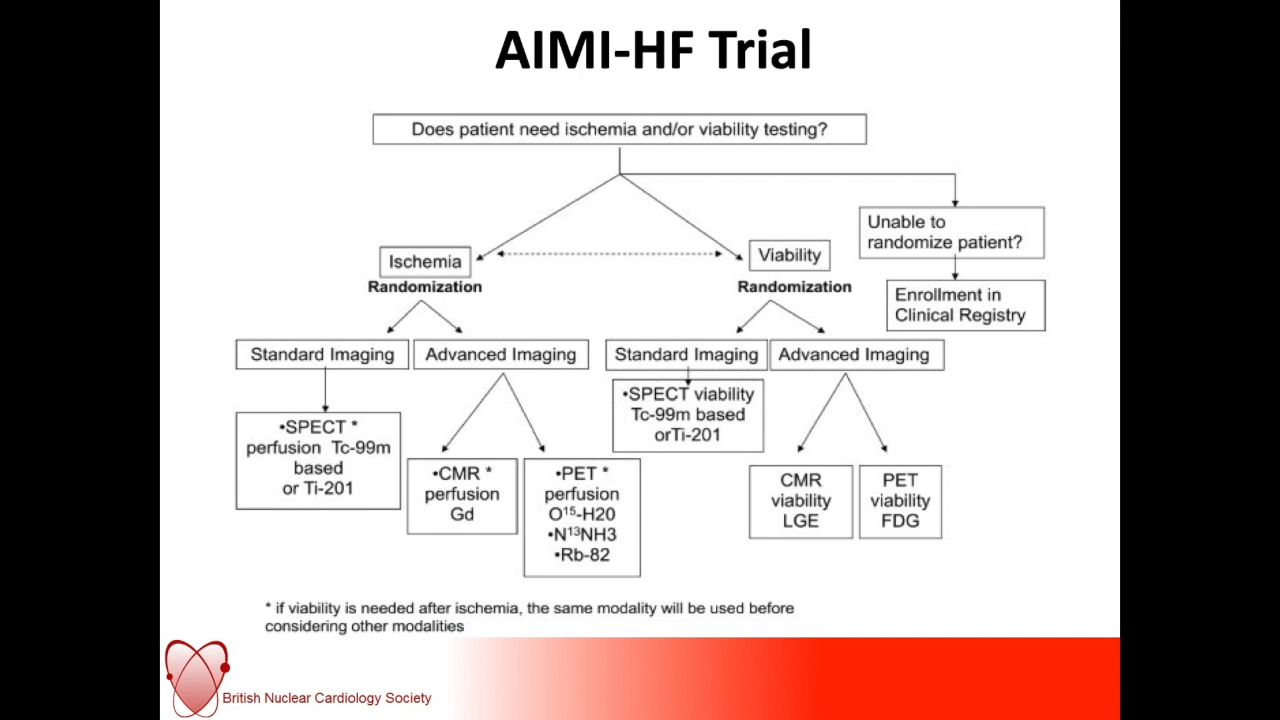 AIMI-HF Trial
Does patient need ischemia and/or viability testing?
Unable to
randomize patient?
Enrollment in
Clinical Registry
Ischemia
Randomization
Viability
Randomization
Standard Imaging
Advanced Imaging
Standard Imaging
Advanced Imaging
•SPECT *
perfusion Tc-99m
based
or Ti-201
•CMR *
perfusion
Gd
•PET *
perfusion
O¹⁵-H20
•N¹³NH3
•Rb-82
•SPECT viability
Tc-99m based
orTi-201
CMR
viability
LGE
PET
viability
FDG
* if viability is needed after ischemia, the same modality will be used before
considering other modalities
British Nuclear Cardiology Society